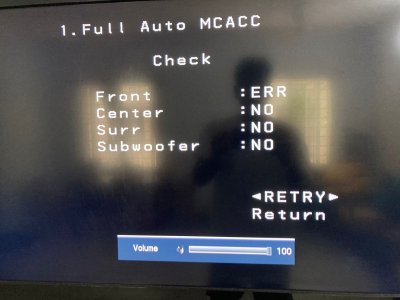 1.Full Auto MCACC
Check
Front :ERR
Center :NO
Surr :NO
Subwoofer :NO
◄RETRY►
Return
Volume 100